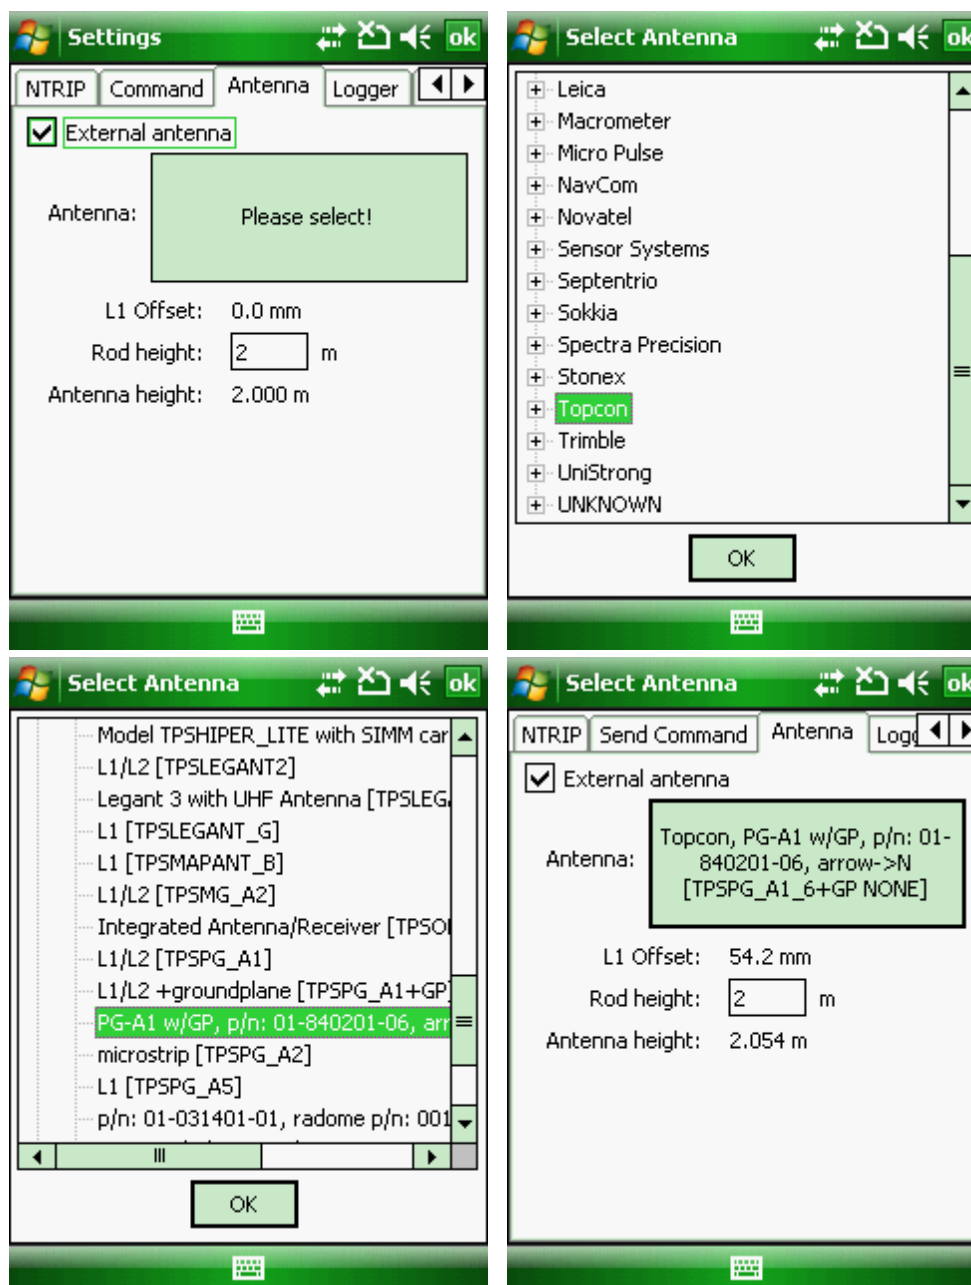 Settings
ok
NTRIP
Command
Antenna
Logger
External antenna
Antenna:
Please select!
L1 Offset:
0.0 mm
Rod height:
2
m
Antenna height:
2.000 m
Select Antenna
ok
Leica
Macrometer
Micro Pulse
NavCom
Novatel
Sensor Systems
Septentrio
Sokkia
Spectra Precision
Stonex
Topcon
Trimble
UniStrong
UNKNOWN
OK
Select Antenna
ok
Model TPSHIPER_LITE with SIMM car
L1/L2 [TPSLEGANT2]
Legant 3 with UHF Antenna [TPSLEG
L1 [TPSLEGANT_G]
L1 [TPSMAPANT_B]
L1/L2 [TPSMG_A2]
Integrated Antenna/Receiver [TPSO
L1/L2 [TPSPG_A1]
L1/L2 +groundplane [TPSPG_A1+GP]
PG-A1 w/GP, p/n: 01-840201-06, arr
microstrip [TPSPG_A2]
L1 [TPSPG_A5]
p/n: 01-031401-01, radome p/n: 001
OK
Select Antenna
ok
NTRIP
Send Command
Antenna
Logg
External antenna
Antenna:
Topcon, PG-A1 w/GP, p/n: 01-
840201-06, arrow->N
[TPSPG_A1_6+GP NONE]
L1 Offset:
54.2 mm
Rod height:
2
m
Antenna height:
2.054 m